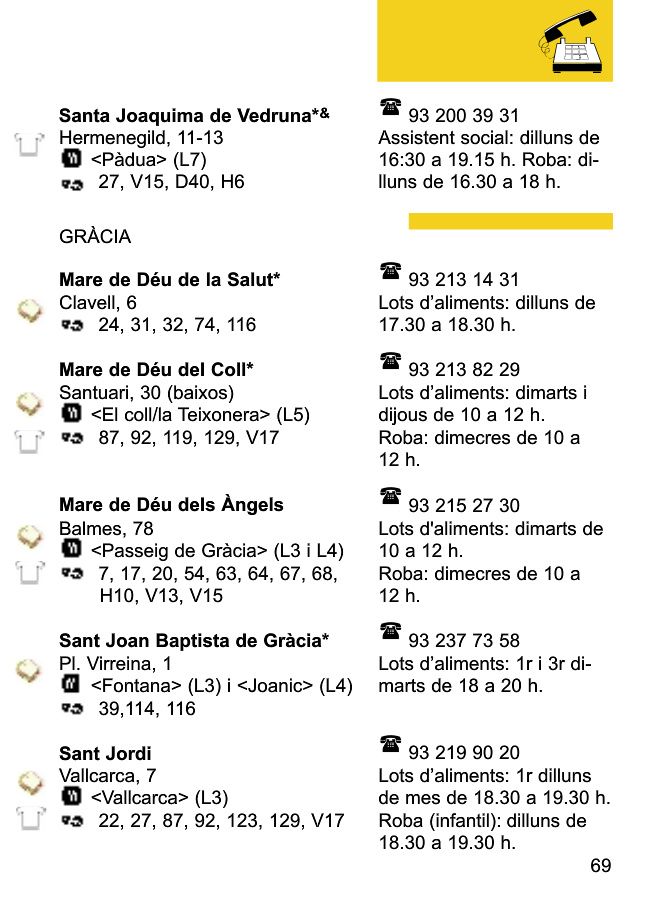 Santa Joaquima de Vedruna*&
Hermenegild, 11-13
<Pàdua> (L7)
27, V15, D40, H6
93 200 39 31
Assistent social: dilluns de
16:30 a 19.15 h. Roba: di-
lluns de 16.30 a 18 h.
GRÀCIA
Mare de Déu de la Salut*
Clavell, 6
24, 31, 32, 74, 116
93 213 14 31
Lots d’aliments: dilluns de
17.30 a 18.30 h.
Mare de Déu del Coll*
Santuari, 30 (baixos)
<El coll/la Teixonera> (L5)
87, 92, 119, 129, V17
93 213 82 29
Lots d’aliments: dimarts i
dijous de 10 a 12 h.
Roba: dimecres de 10 a
12 h.
Mare de Déu dels Àngels
Balmes, 78
<Passeig de Gràcia> (L3 i L4)
7, 17, 20, 54, 63, 64, 67, 68,
H10, V13, V15
93 215 27 30
Lots d'aliments: dimarts de
10 a 12 h.
Roba: dimecres de 10 a
12 h.
Sant Joan Baptista de Gràcia*
Pl. Virreina, 1
<Fontana> (L3) i <Joanic> (L4)
39,114, 116
93 237 73 58
Lots d’aliments: 1r i 3r di-
marts de 18 a 20 h.
Sant Jordi
Vallcarca, 7
<Vallcarca> (L3)
22, 27, 87, 92, 123, 129, V17
93 219 90 20
Lots d’aliments: 1r dilluns
de mes de 18.30 a 19.30 h.
Roba (infantil): dilluns de
18.30 a 19.30 h.
69